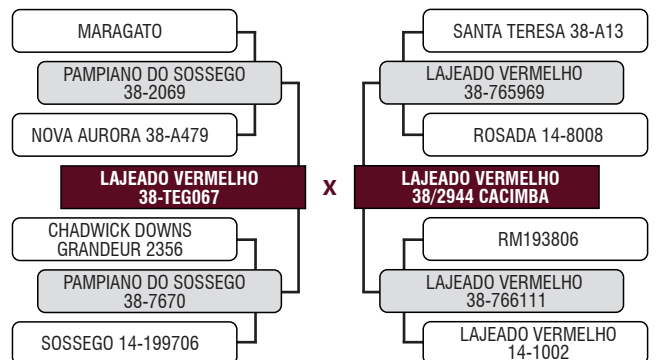 MARAGATO
PAMPIANO DO SOSSEGO
38-2069
NOVA AURORA 38-A479
LAJEADO VERMELHO
38-TEG067
CHADWICK DOWNS
GRANDEUR 2356
PAMPIANO DO SOSSEGO
38-7670
SOSSEGO 14-199706
X
SANTA TERESA 38-A13
LAJEADO VERMELHO
38-765969
ROSADA 14-8008
LAJEADO VERMELHO
38/2944 CACIMBA
RM193806
LAJEADO VERMELHO
38-766111
LAJEADO VERMELHO
14-1002